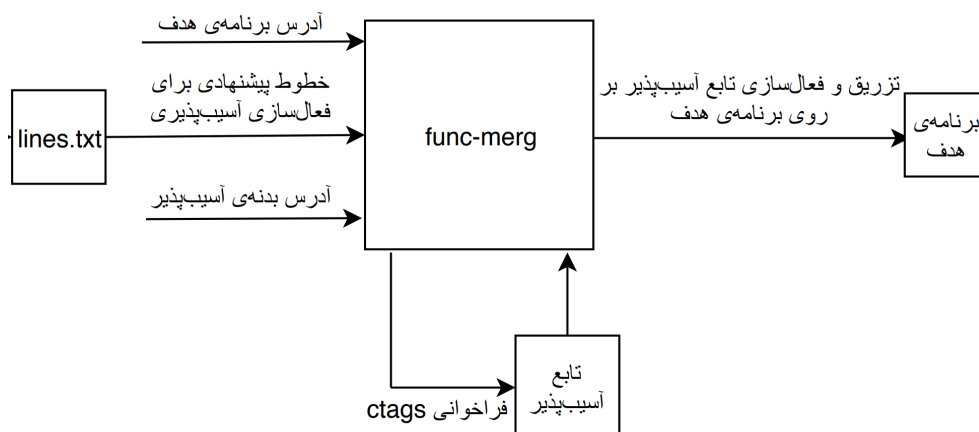 آدرس برنامه‌ی هدف
خطوط پیشنهادی برای
فعال‌سازی آسیب‌پذیری
lines.txt
آدرس بدنه‌ی آسیب‌پذیر
func-merg
تزریق و فعال‌سازی تابع آسیب‌پذیر بر
روی برنامه‌ی هدف
برنامه‌ی
هدف
فراخوانی ctags
تابع
آسیب‌پذیر